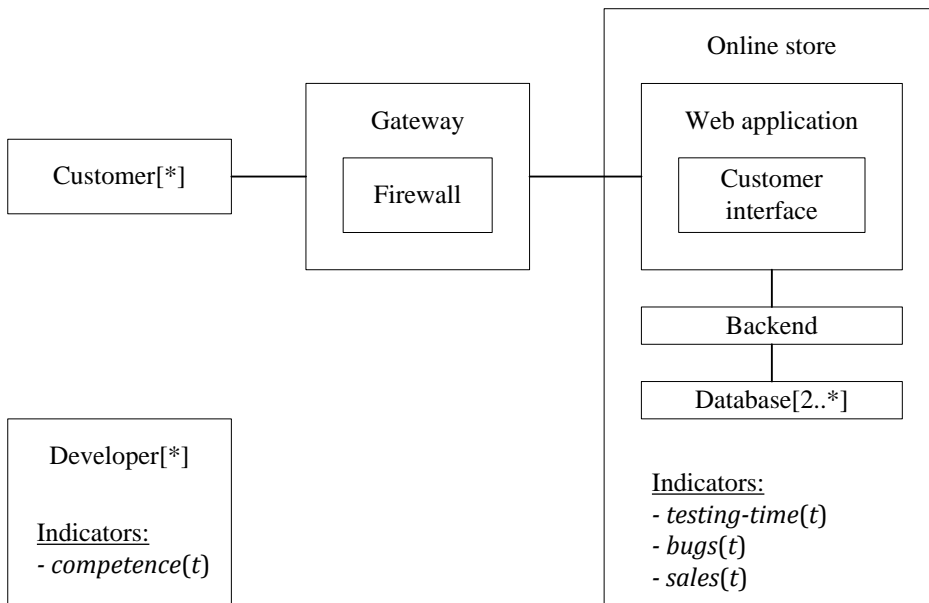 Online store
Gateway
Web application
Customer[*]
Firewall
Customer
interface
Backend
Database[2..*]
Developer[*]
Indicators:
- competence(t)
Indicators:
- testing-time(t)
- bugs(t)
- sales(t)